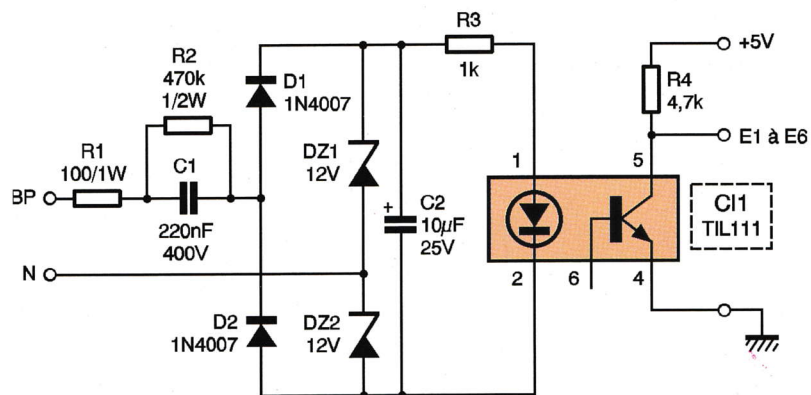 R1
100/1W
R2
470k
1/2W
C1
220nF
400V
BP
N
D1
1N4007
D2
1N4007
DZ1
12V
DZ2
12V
+
C2
10µF
25V
R3
1k
1
2
5
6
4
+5V
R4
4,7k
E1 à E6
CI1
TIL111